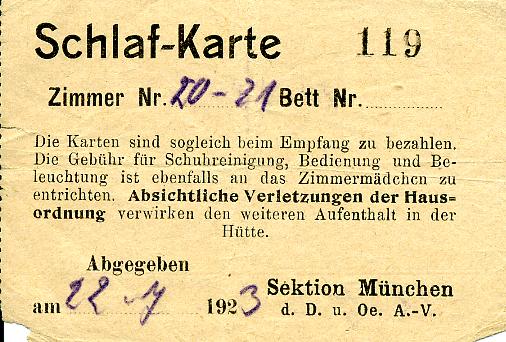 Schlaf-Karte 119
Zimmer Nr. 20-21 Bett Nr.
Die Karten sind sogleich beim Empfang zu bezahlen.
Die Gebühr für Schuhreinigung, Bedienung und Be-
leuchtung ist ebenfalls an das Zimmermädchen zu
entrichten. Absichtliche Verletzungen der Haus=
ordnung verwirken den weiteren Aufenthalt in der
Hütte.
Abgegeben
am 22 1923
Sektion München
d. D. u. Oe. A.-V.